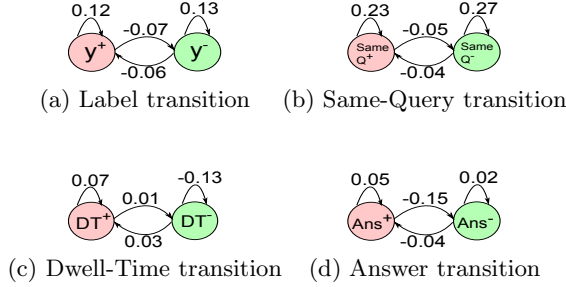 0.12 0.13
-0.07
y+ y-
-0.06
0.23 0.27
-0.05
Same Q+ Same Q-
-0.04
(a) Label transition (b) Same-Query transition
0.07 -0.13
0.01
DT+ DT-
0.03
0.05 0.02
-0.15
Ans+ Ans-
-0.04
(c) Dwell-Time transition (d) Answer transition